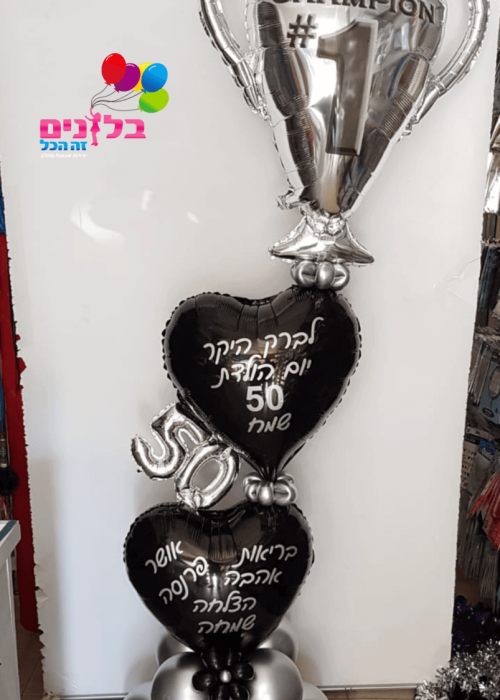 CHAMPION
#1
בלונים
זה הכל
לברק היקר
יום הולדת
50
שמח
50
בריאות אושר
אהבה פרנסה
הצלחה
שמחה